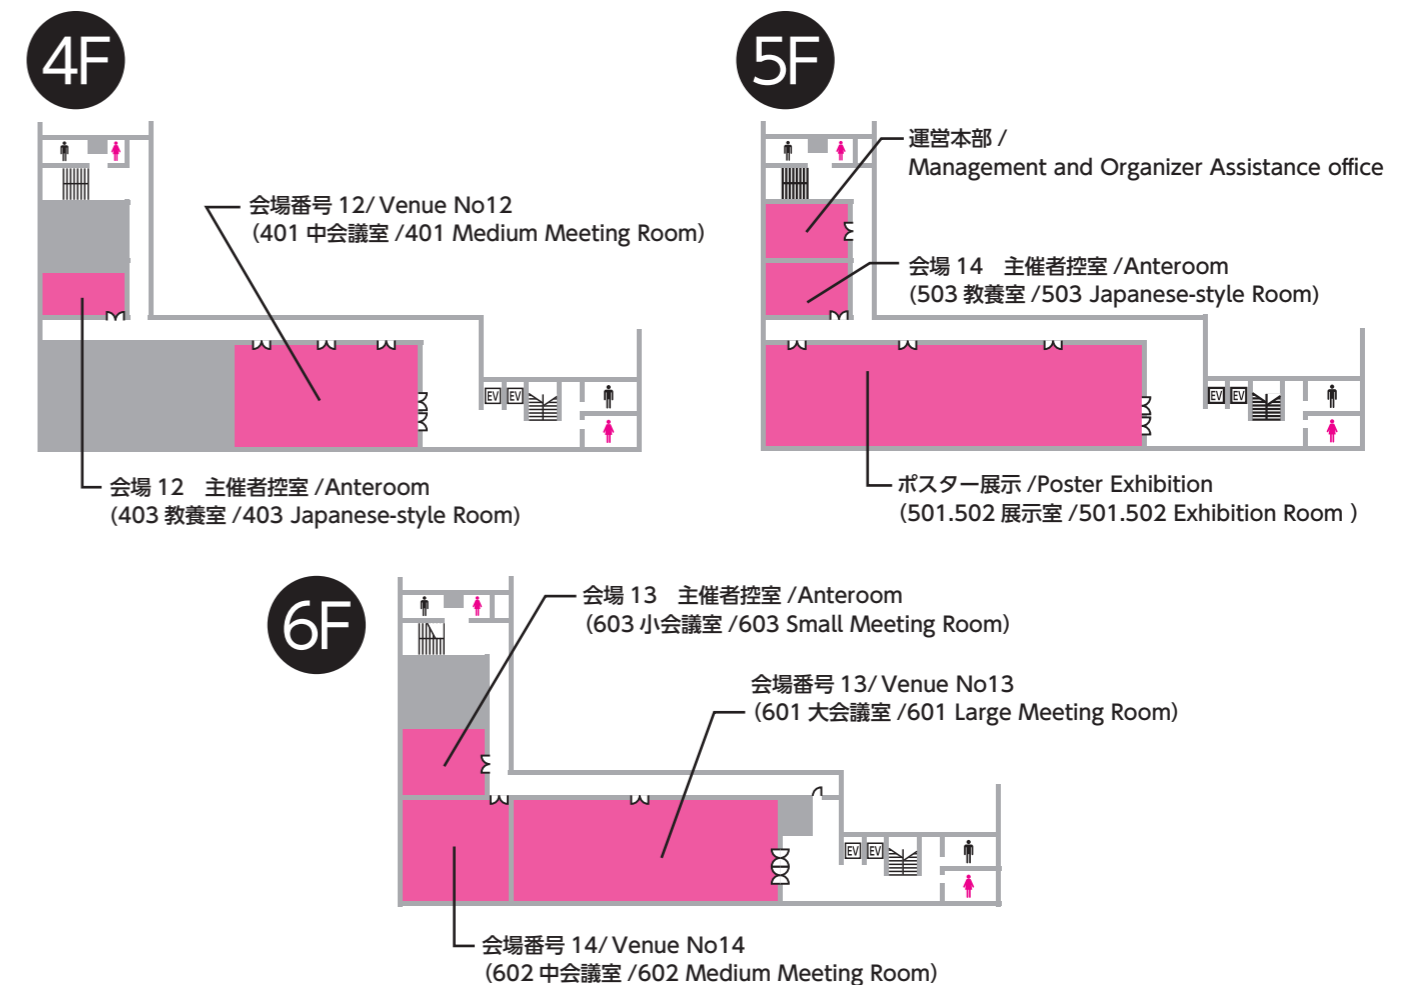 4F
会場番号 12/ Venue No12
（401 中会議室 /401 Medium Meeting Room）
EV EV
会場 12　主催者控室 /Anteroom
（403 教養室 /403 Japanese-style Room）
5F
運営本部 /
Management and Organizer Assistance office
会場 14　主催者控室 /Anteroom
（503 教養室 /503 Japanese-style Room）
EV EV
ポスター展示 /Poster Exhibition
（501.502 展示室 /501.502 Exhibition Room ）
6F
会場 13　主催者控室 /Anteroom
（603 小会議室 /603 Small Meeting Room）
会場番号 13/ Venue No13
（601 大会議室 /601 Large Meeting Room）
EV EV
会場番号 14/ Venue No14
（602 中会議室 /602 Medium Meeting Room）